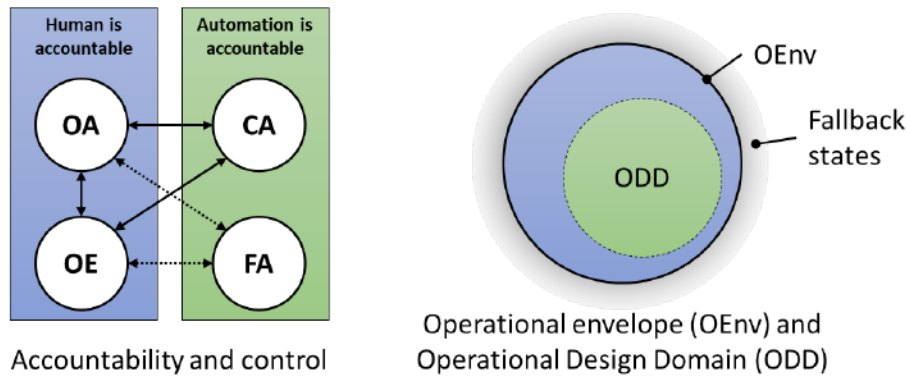 Human is
accountable
Automation is
accountable
OA
CA
OE
FA
Accountability and control
OEnv
Fallback
states
ODD
Operational envelope (OEnv) and
Operational Design Domain (ODD)